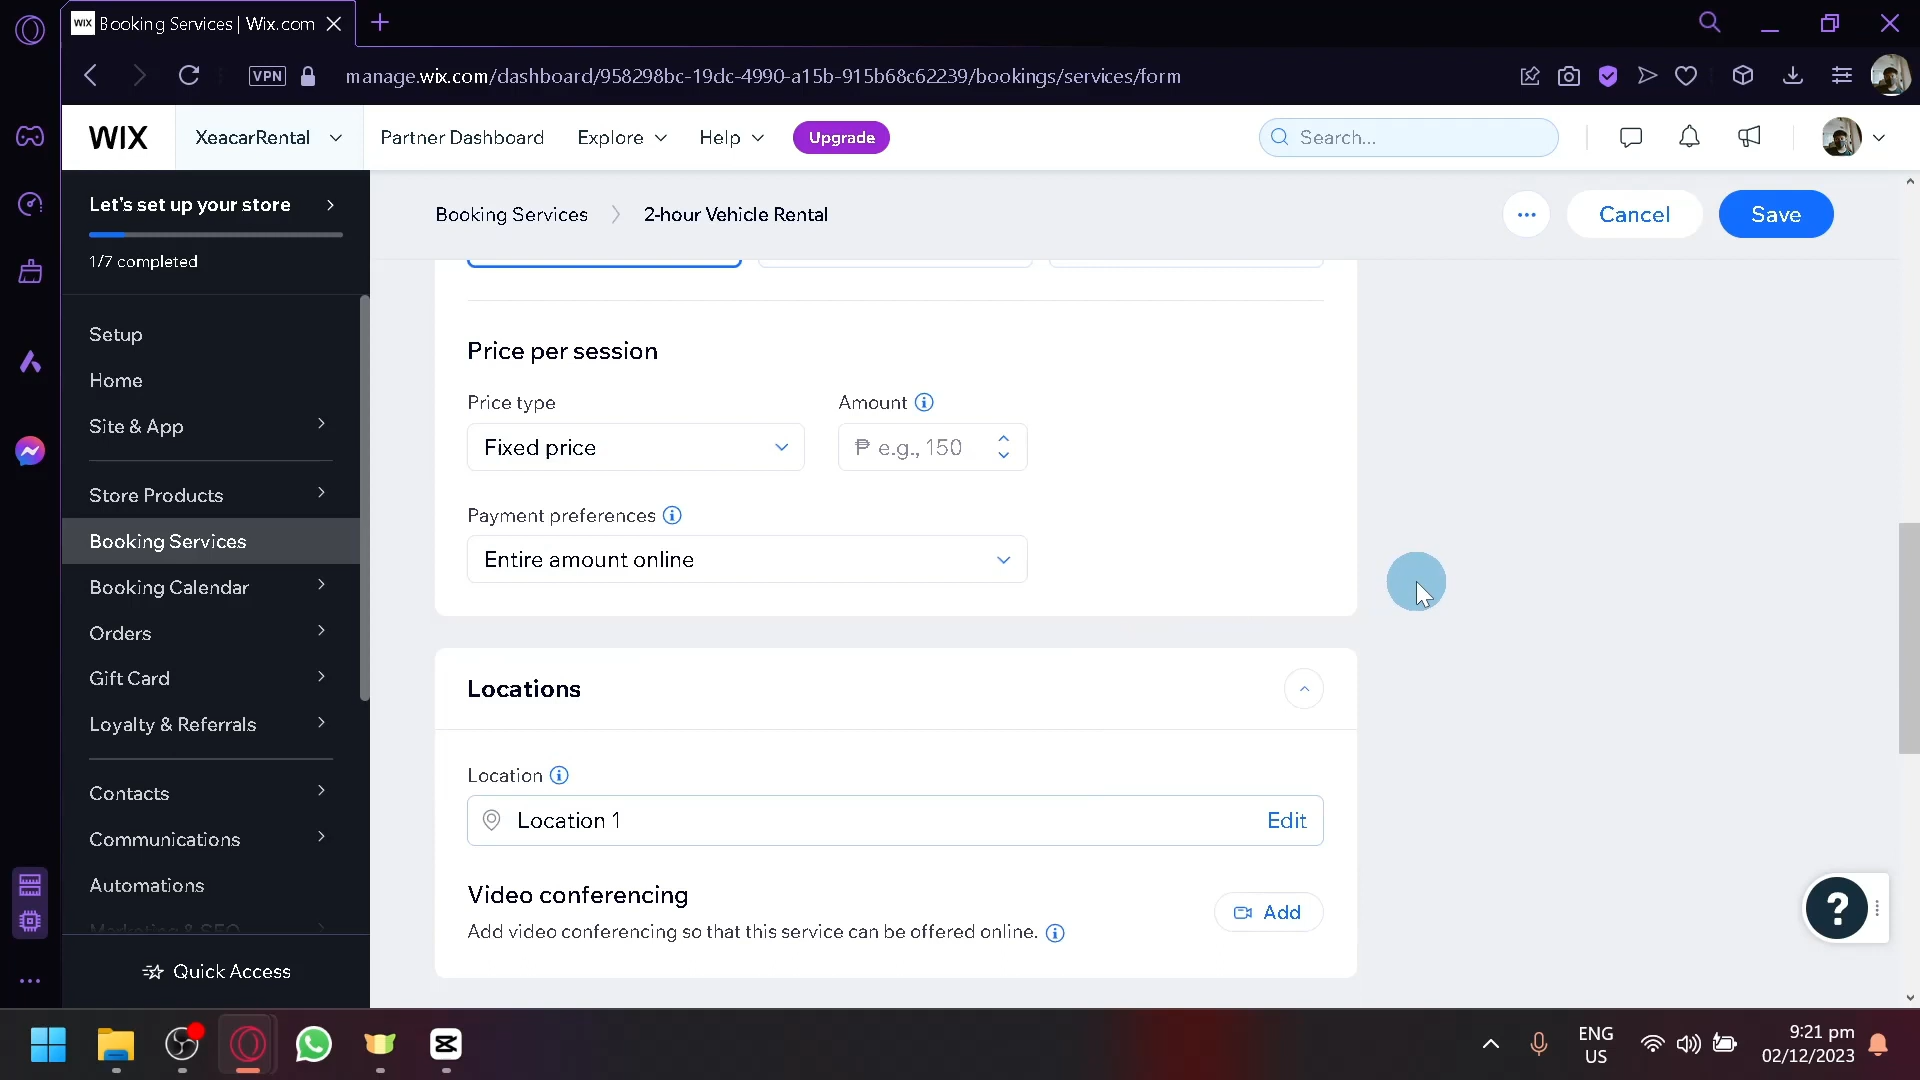 WIX Booking Services | Wix.com
VPN manage.wix.com/dashboard/958298bc-19dc-4990-a15b-915b68c62239/bookings/services/form
WIX XeacarRental Partner Dashboard Explore Help Upgrade Search...
Let's set up your store
1/7 completed
Booking Services 2-hour Vehicle Rental ... Cancel Save
Setup
Home
Site & App
Store Products
Booking Services
Booking Calendar
Orders
Gift Card
Loyalty & Referrals
Contacts
Communications
Automations
Marketing & SEO
Quick Access
Price per session
Price type Amount
Fixed price ₱ e.g., 150
Payment preferences
Entire amount online
Locations
Location
Location 1 Edit
Video conferencing
Add video conferencing so that this service can be offered online.
Add
?
ENG
US
9:21 pm
02/12/2023